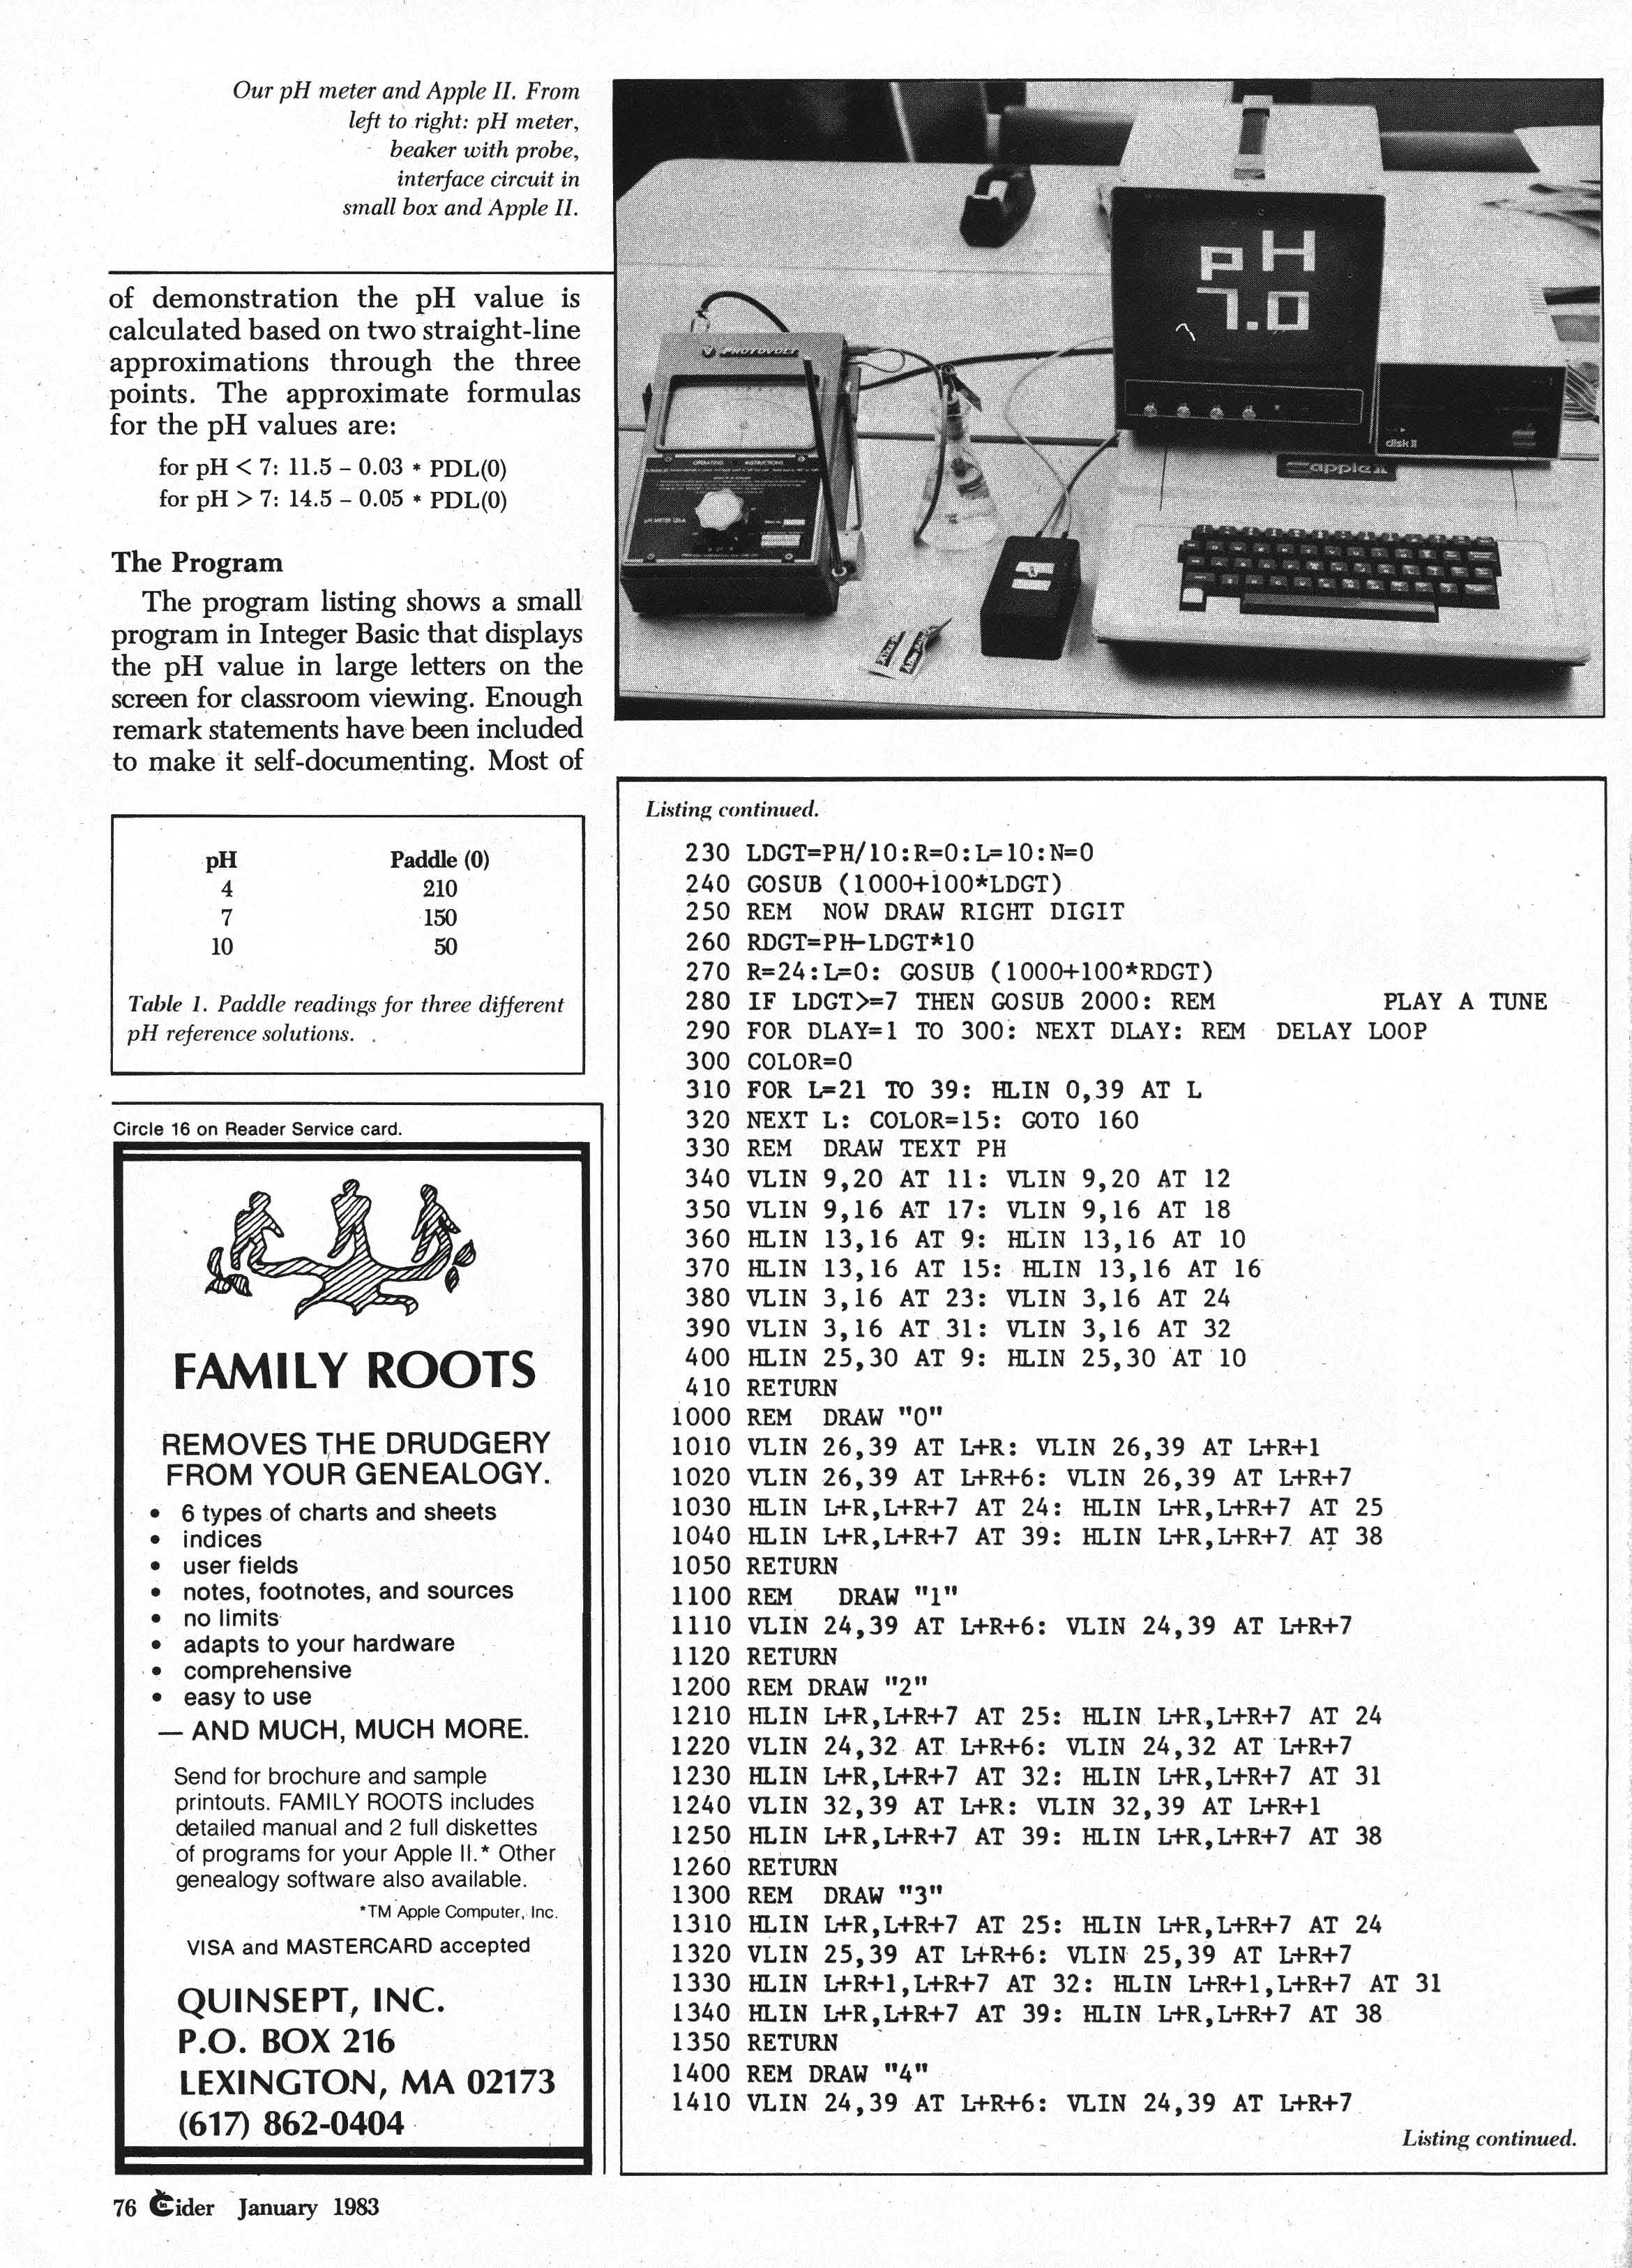 Our pH meter and Apple II. From
left to right: pH meter,
beaker with probe,
interface circuit in
small box and Apple II.
of demonstration the pH value is
calculated based on two straight-line
approximations through the three
points. The approximate formulas
for the pH values are:
for pH < 7: 11.5 – 0.03 * PDL(0)
for pH > 7: 14.5 – 0.05 * PDL(0)
The Program
The program listing shows a small
program in Integer Basic that displays
the pH value in large letters on the
screen for classroom viewing. Enough
remark statements have been included
to make it self-documenting. Most of
pH Paddle (0)
4 210
7 150
10 50
Table 1. Paddle readings for three different
pH reference solutions.
Circle 16 on Reader Service card.
FAMILY ROOTS
REMOVES THE DRUDGERY
FROM YOUR GENEALOGY.
• 6 types of charts and sheets
• indices
• user fields
• notes, footnotes, and sources
• no limits
• adapts to your hardware
• comprehensive
• easy to use
— AND MUCH, MUCH MORE.
Send for brochure and sample
printouts. FAMILY ROOTS includes
detailed manual and 2 full diskettes
of programs for your Apple II.* Other
genealogy software also available.
*TM Apple Computer, Inc.
VISA and MASTERCARD accepted
QUINSEPT, INC.
P.O. BOX 216
LEXINGTON, MA 02173
(617) 862-0404
pH
7.0
PHOTOVOLT
OPERATING INSTRUCTIONS
pH METER 126A
disk II
apple II
Listing continued.
230 LDGT=PH/10:R=0:L=10:N=0
240 GOSUB (1000+100*LDGT)
250 REM NOW DRAW RIGHT DIGIT
260 RDGT=PH-LDGT*10
270 R=24:L=0: GOSUB (1000+100*RDGT)
280 IF LDGT>=7 THEN GOSUB 2000: REM PLAY A TUNE
290 FOR DLAY=1 TO 300: NEXT DLAY: REM DELAY LOOP
300 COLOR=0
310 FOR L=21 TO 39: HLIN 0,39 AT L
320 NEXT L: COLOR=15: GOTO 160
330 REM DRAW TEXT PH
340 VLIN 9,20 AT 11: VLIN 9,20 AT 12
350 VLIN 9,16 AT 17: VLIN 9,16 AT 18
360 HLIN 13,16 AT 9: HLIN 13,16 AT 10
370 HLIN 13,16 AT 15: HLIN 13,16 AT 16
380 VLIN 3,16 AT 23: VLIN 3,16 AT 24
390 VLIN 3,16 AT 31: VLIN 3,16 AT 32
400 HLIN 25,30 AT 9: HLIN 25,30 AT 10
410 RETURN
1000 REM DRAW "0"
1010 VLIN 26,39 AT L+R: VLIN 26,39 AT L+R+1
1020 VLIN 26,39 AT L+R+6: VLIN 26,39 AT L+R+7
1030 HLIN L+R,L+R+7 AT 24: HLIN L+R,L+R+7 AT 25
1040 HLIN L+R,L+R+7 AT 39: HLIN L+R,L+R+7 AT 38
1050 RETURN
1100 REM DRAW "1"
1110 VLIN 24,39 AT L+R+6: VLIN 24,39 AT L+R+7
1120 RETURN
1200 REM DRAW "2"
1210 HLIN L+R,L+R+7 AT 25: HLIN L+R,L+R+7 AT 24
1220 VLIN 24,32 AT L+R+6: VLIN 24,32 AT L+R+7
1230 HLIN L+R,L+R+7 AT 32: HLIN L+R,L+R+7 AT 31
1240 VLIN 32,39 AT L+R: VLIN 32,39 AT L+R+1
1250 HLIN L+R,L+R+7 AT 39: HLIN L+R,L+R+7 AT 38
1260 RETURN
1300 REM DRAW "3"
1310 HLIN L+R,L+R+7 AT 25: HLIN L+R,L+R+7 AT 24
1320 VLIN 25,39 AT L+R+6: VLIN 25,39 AT L+R+7
1330 HLIN L+R+1,L+R+7 AT 32: HLIN L+R+1,L+R+7 AT 31
1340 HLIN L+R,L+R+7 AT 39: HLIN L+R,L+R+7 AT 38
1350 RETURN
1400 REM DRAW "4"
1410 VLIN 24,39 AT L+R+6: VLIN 24,39 AT L+R+7
Listing continued.
76 inCider January 1983